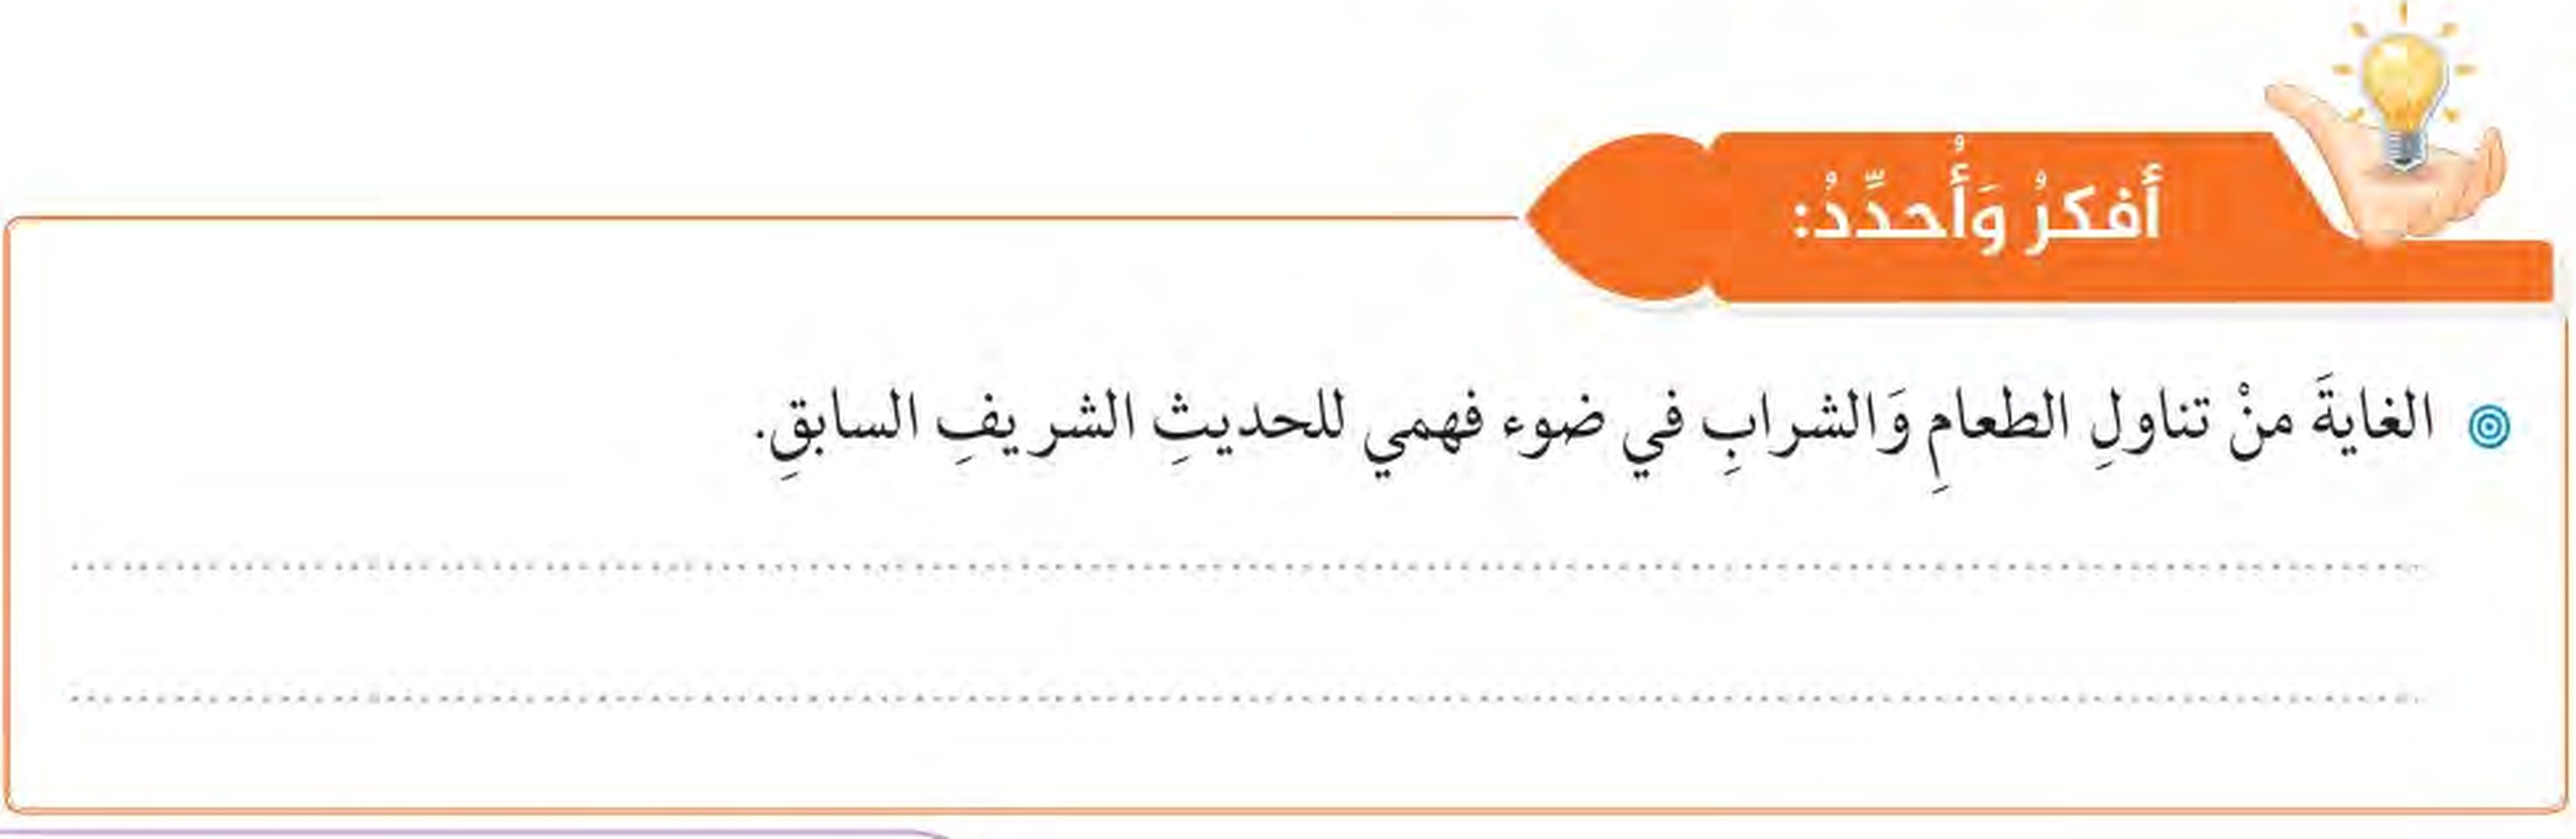 أفكرُ وَأُحدِّدُ:
الغايةَ منْ تناولِ الطعامِ وَالشرابِ في ضوء فهمي للحديثِ الشريفِ السابقِ.